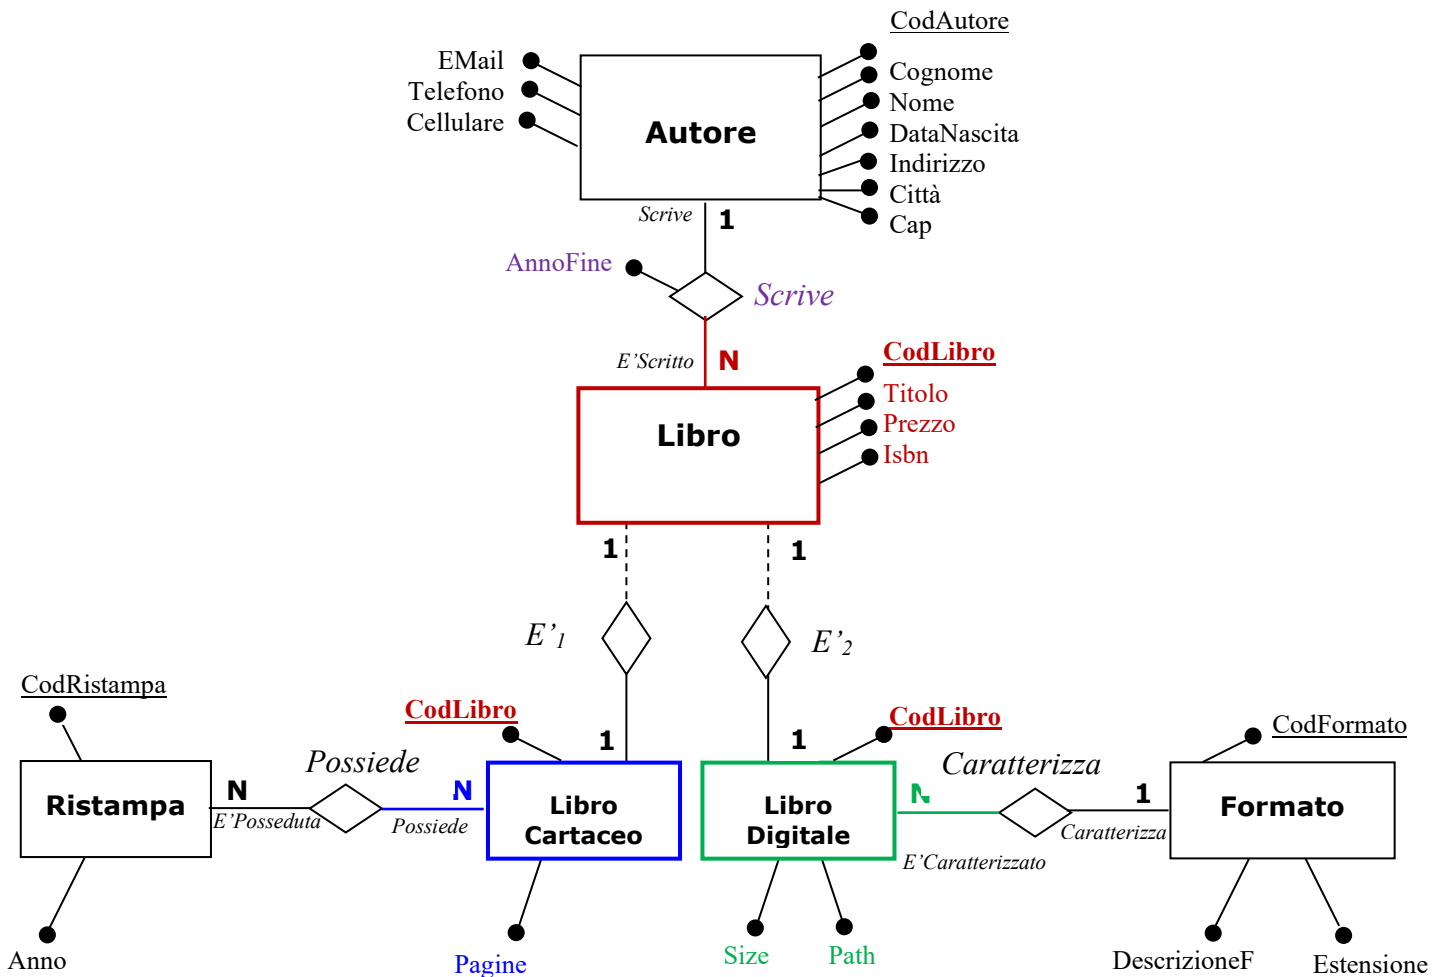 CodAutore
EMail
Telefono
Cellulare
Autore
Cognome
Nome
DataNascita
Indirizzo
Città
Cap
Scrive
1
AnnoFine
Scrive
E'Scritto
N
CodLibro
Titolo
Prezzo
Isbn
Libro
1
1
E'1
E'2
CodRistampa
CodLibro
1
1
CodLibro
CodFormato
Ristampa
N
E'Posseduta
Possiede
N
Possiede
Libro
Cartaceo
Libro
Digitale
N
E'Caratterizzato
Caratterizza
1
Caratterizza
Formato
Anno
Pagine
Size
Path
DescrizioneF
Estensione